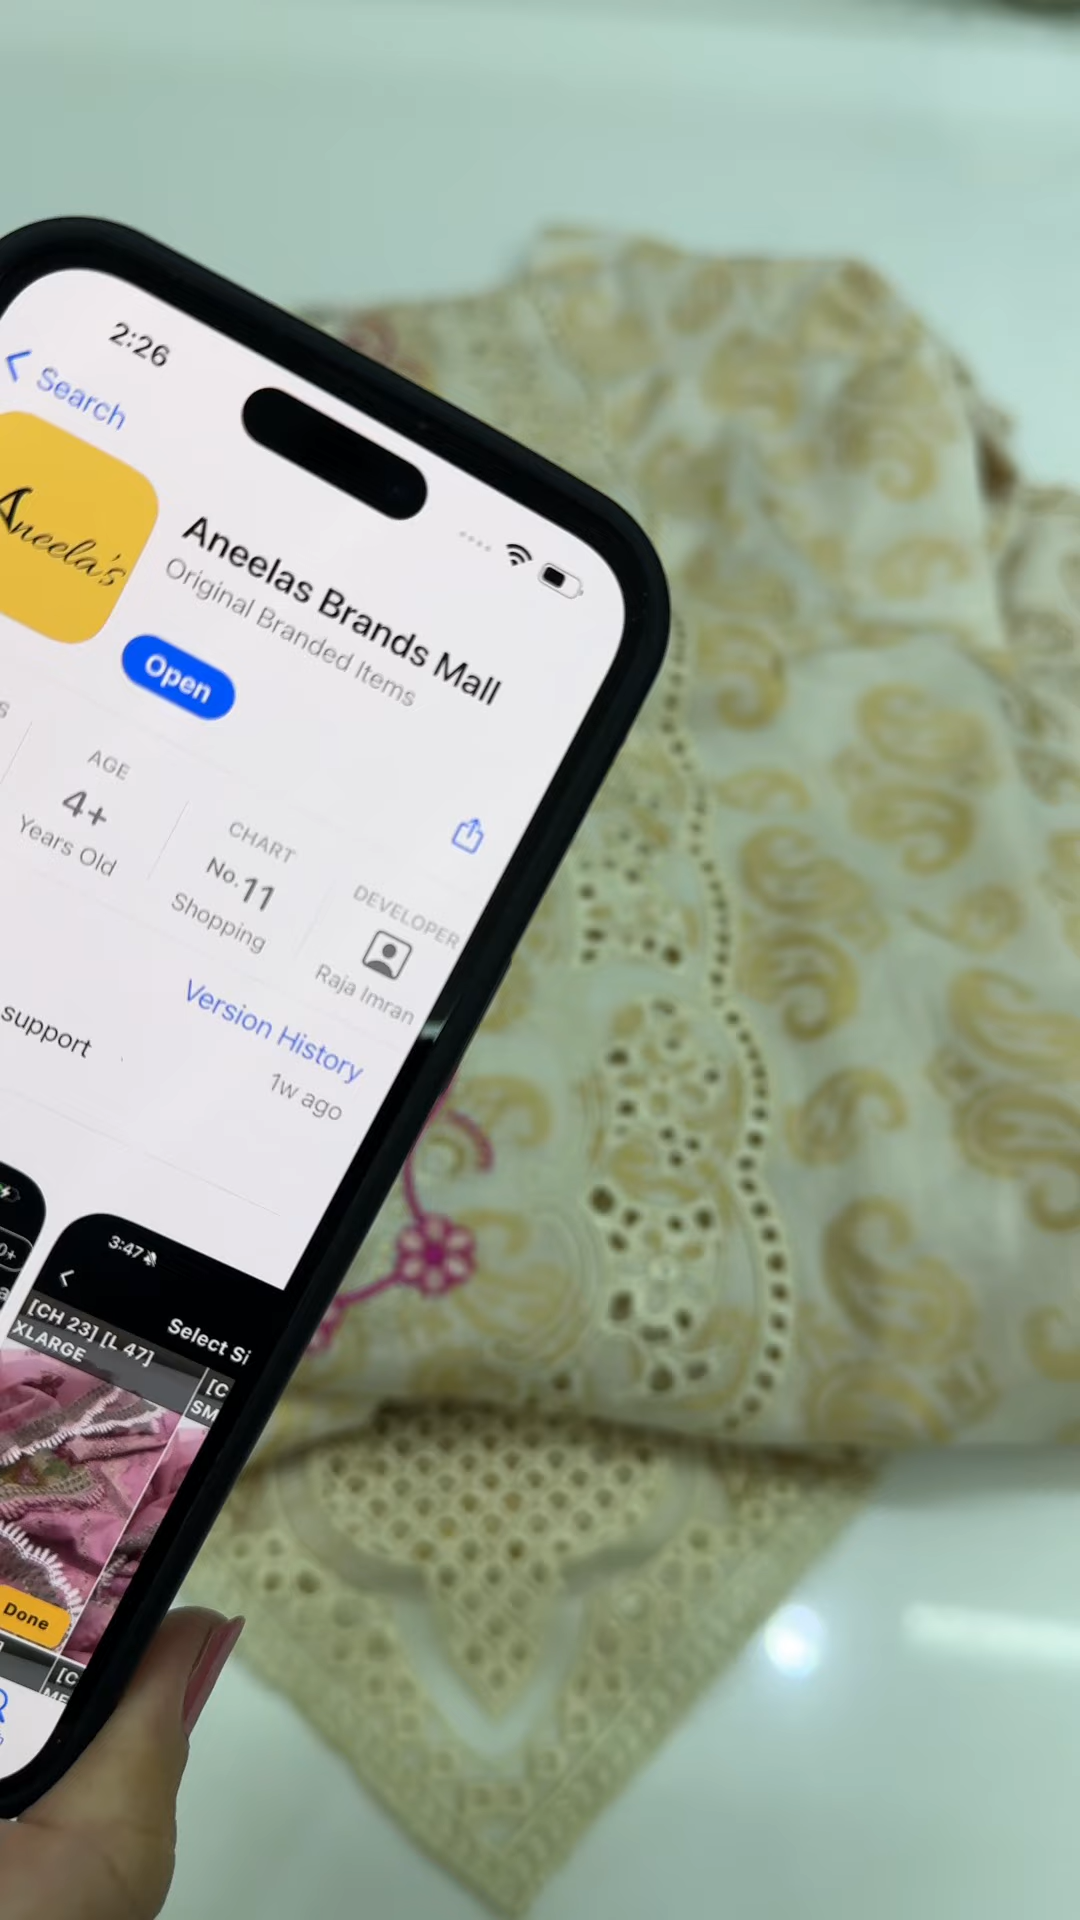 2:26
Search
Aneela's
Aneelas Brands Mall
Original Branded Items
Open
AGE
4+
Years Old
CHART
No. 11
Shopping
DEVELOPER
Raja Imran
Version History
1w ago
support
3:47
Select Si
[CH 23] [L 47]
XLARGE
[C
SM
Done
[C